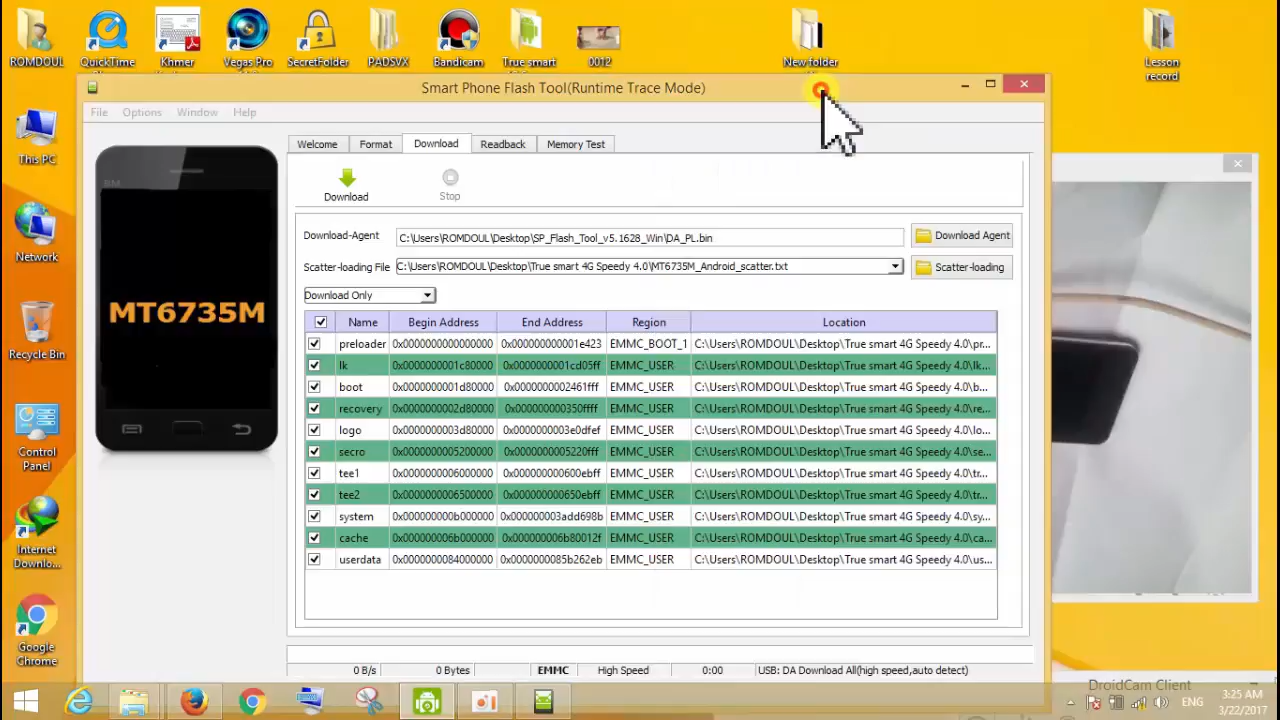 ROMDOUL
QuickTime
Khmer
Vegas Pro
SecretFolder
PADSVX
Bandicam
True smart
0012
New folder
Lesson
record
Smart Phone Flash Tool(Runtime Trace Mode)
File Options Window Help
This PC
Network
Recycle Bin
Control
Panel
Internet
Downlo...
Google
Chrome
BM
MT6735M
Welcome Format Download Readback Memory Test
Download Stop
Download-Agent C:\Users\ROMDOUL\Desktop\SP_Flash_Tool_v5.1628_Win\DA_PL.bin Download Agent
Scatter-loading File C:\Users\ROMDOUL\Desktop\True smart 4G Speedy 4.0\MT6735M_Android_scatter.txt Scatter-loading
Download Only
Name Begin Address End Address Region Location
preloader 0x0000000000000000 0x000000000001e423 EMMC_BOOT_1 C:\Users\ROMDOUL\Desktop\True smart 4G Speedy 4.0\pr...
lk 0x0000000001c80000 0x0000000001cd05ff EMMC_USER C:\Users\ROMDOUL\Desktop\True smart 4G Speedy 4.0\lk...
boot 0x0000000001d80000 0x0000000002461fff EMMC_USER C:\Users\ROMDOUL\Desktop\True smart 4G Speedy 4.0\b...
recovery 0x0000000002d80000 0x000000000350ffff EMMC_USER C:\Users\ROMDOUL\Desktop\True smart 4G Speedy 4.0\re...
logo 0x0000000003d80000 0x0000000003e0dfef EMMC_USER C:\Users\ROMDOUL\Desktop\True smart 4G Speedy 4.0\lo...
secro 0x0000000005200000 0x0000000005220fff EMMC_USER C:\Users\ROMDOUL\Desktop\True smart 4G Speedy 4.0\se...
tee1 0x0000000006000000 0x000000000600ebff EMMC_USER C:\Users\ROMDOUL\Desktop\True smart 4G Speedy 4.0\tr...
tee2 0x0000000006500000 0x000000000650ebff EMMC_USER C:\Users\ROMDOUL\Desktop\True smart 4G Speedy 4.0\tr...
system 0x000000000b000000 0x000000003add698b EMMC_USER C:\Users\ROMDOUL\Desktop\True smart 4G Speedy 4.0\sy...
cache 0x000000006b000000 0x000000006b80012f EMMC_USER C:\Users\ROMDOUL\Desktop\True smart 4G Speedy 4.0\ca...
userdata 0x0000000084000000 0x0000000085b262eb EMMC_USER C:\Users\ROMDOUL\Desktop\True smart 4G Speedy 4.0\us...
0 B/s 0 Bytes EMMC High Speed 0:00 USB: DA Download All(high speed,auto detect)
DroidCam Client
ENG
3:25 AM
3/22/2017